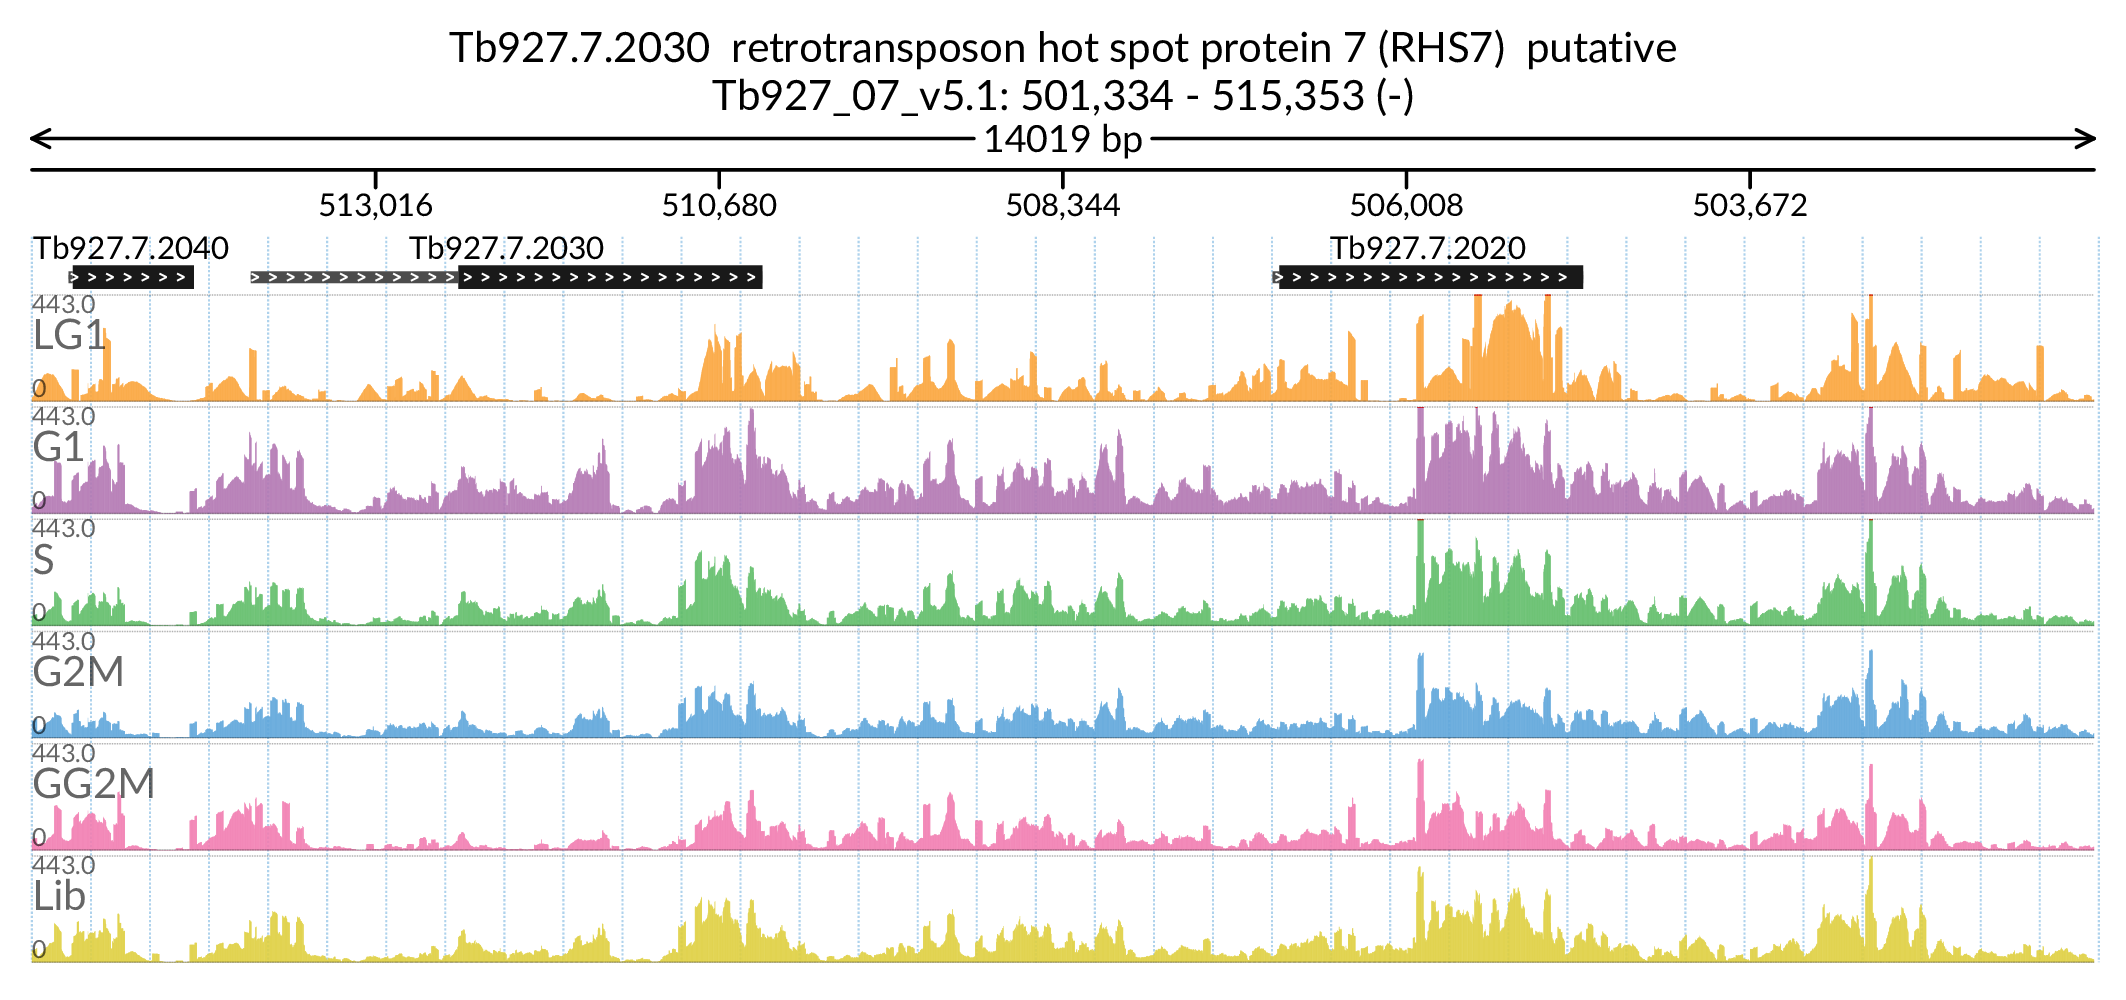 Tb927.7.2030  retrotransposon hot spot protein 7 (RHS7)  putative
Tb927_07_v5.1: 501,334 - 515,353 (-)
14019 bp
513,016 510,680 508,344 506,008 503,672
Tb927.7.2040 Tb927.7.2030 Tb927.7.2020
443.0
LG1
0
443.0
G1
0
443.0
S
0
443.0
G2M
0
443.0
GG2M
0
443.0
Lib
0